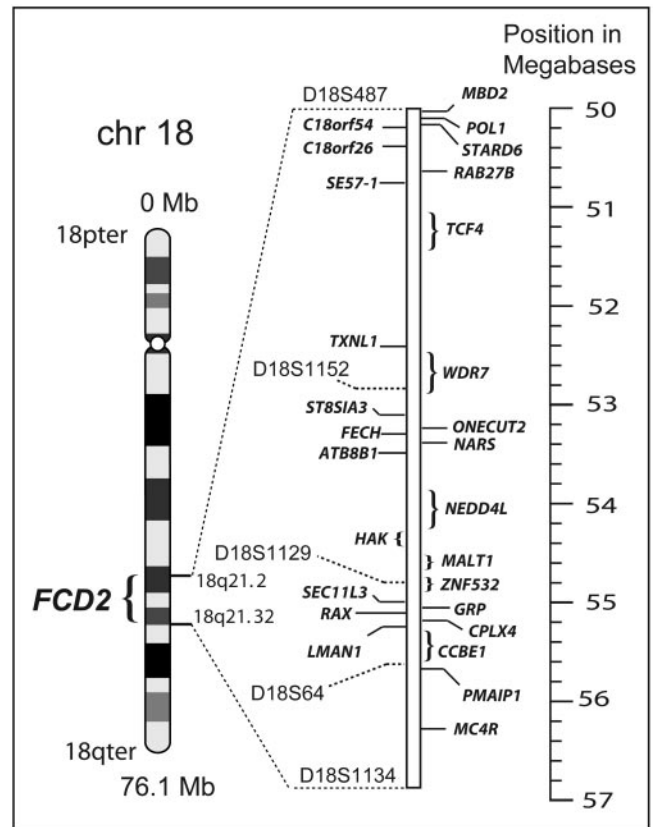 Position in
Megabases
chr 18
0 Mb
18pter
FCD2
18q21.2
18q21.32
18qter
76.1 Mb
D18S487
C18orf54
C18orf26
SE57-1
TXNL1
D18S1152
ST8SIA3
FECH
ATB8B1
HAK
D18S1129
SEC11L3
RAX
LMAN1
D18S64
D18S1134
MBD2
POL1
STARD6
RAB27B
TCF4
WDR7
ONECUT2
NARS
NEDD4L
MALT1
ZNF532
GRP
CPLX4
CCBE1
PMAIP1
MC4R
50
51
52
53
54
55
56
57